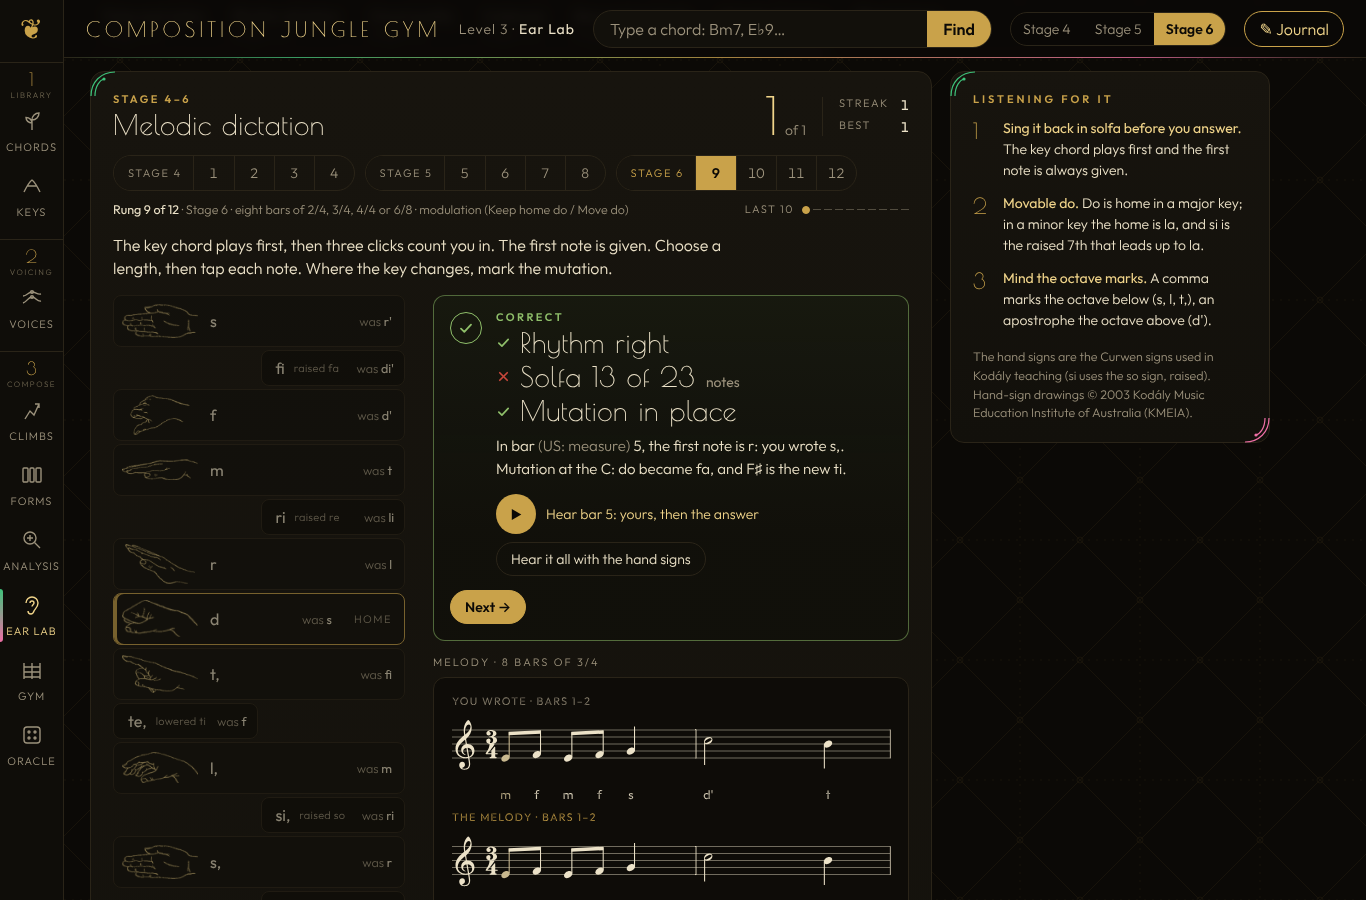 COMPOSITION JUNGLE GYM
Level 3 · Ear Lab
Type a chord: Bm7, E♭9...
Find
Stage 4 Stage 5 Stage 6
✎ Journal
1
LIBRARY
CHORDS
KEYS
2
VOICING
VOICES
3
COMPOSE
CLIMBS
FORMS
ANALYSIS
EAR LAB
GYM
ORACLE
STAGE 4–6
Melodic dictation
1 of 1
STREAK 1
BEST 1
STAGE 4 1 2 3 4
STAGE 5 5 6 7 8
STAGE 6 9 10 11 12
Rung 9 of 12 · Stage 6 · eight bars of 2/4, 3/4, 4/4 or 6/8 · modulation (Keep home do / Move do)
LAST 10
The key chord plays first, then three clicks count you in. The first note is given. Choose a
length, then tap each note. Where the key changes, mark the mutation.
s was r'
fi raised fa was di'
f was d'
m was t
ri raised re was li
r was l
d was s HOME
t, was fi
te, lowered ti was f
l, was m
si, raised so was ri
s, was r
CORRECT
Rhythm right
Solfa 13 of 23 notes
Mutation in place
In bar (US: measure) 5, the first note is r: you wrote s,.
Mutation at the C: do became fa, and F♯ is the new ti.
Hear bar 5: yours, then the answer
Hear it all with the hand signs
Next →
MELODY · 8 BARS OF 3/4
YOU WROTE · BARS 1–2
3
4
m f m f s d' t
THE MELODY · BARS 1–2
3
4
LISTENING FOR IT
1 Sing it back in solfa before you answer.
The key chord plays first and the first
note is always given.
2 Movable do. Do is home in a major key;
in a minor key the home is la, and si is
the raised 7th that leads up to la.
3 Mind the octave marks. A comma
marks the octave below (s, l, t,), an
apostrophe the octave above (d').
The hand signs are the Curwen signs used in
Kodály teaching (si uses the so sign, raised).
Hand-sign drawings © 2003 Kodály Music
Education Institute of Australia (KMEIA).